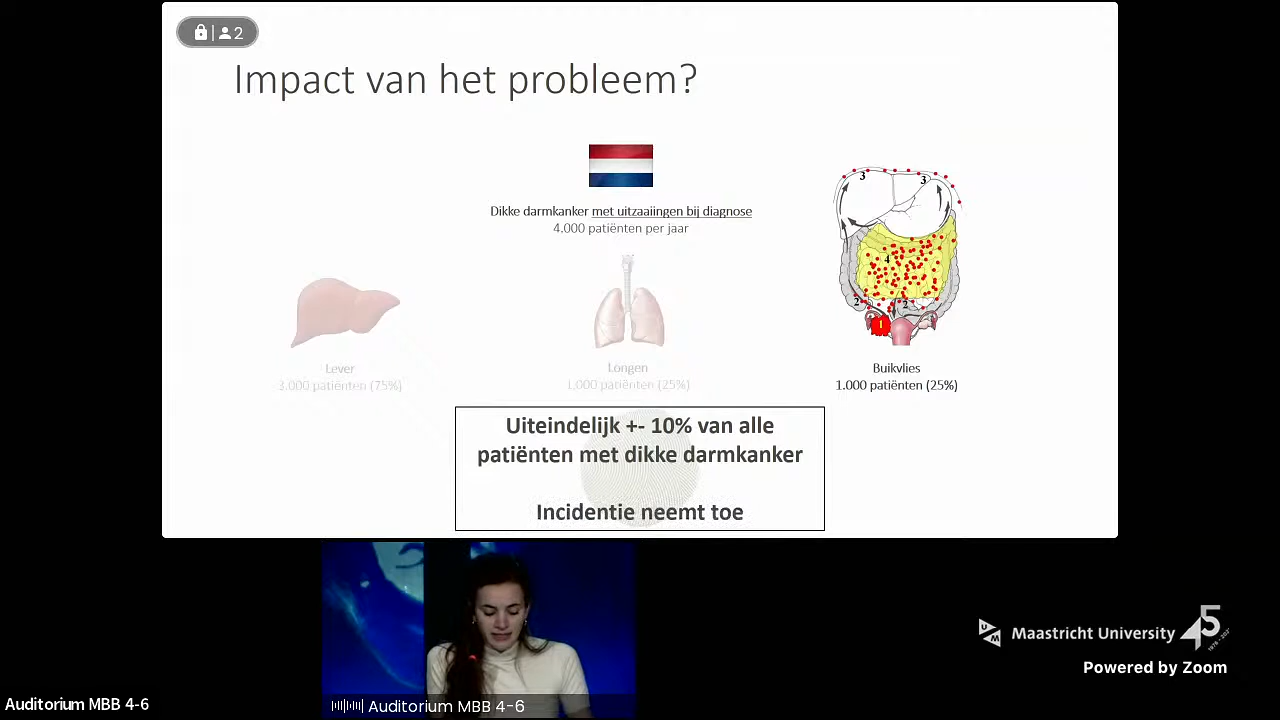 2
Impact van het probleem?
Dikke darmkanker met uitzaaiingen bij diagnose
4.000 patiënten per jaar
3
3
4
2
2
1
Lever
3.000 patiënten (75%)
Longen
1.000 patiënten (25%)
Buikvlies
1.000 patiënten (25%)
Uiteindelijk +- 10% van alle
patiënten met dikke darmkanker
Incidentie neemt toe
Maastricht University 45
Powered by Zoom
Auditorium MBB 4-6
Auditorium MBB 4-6